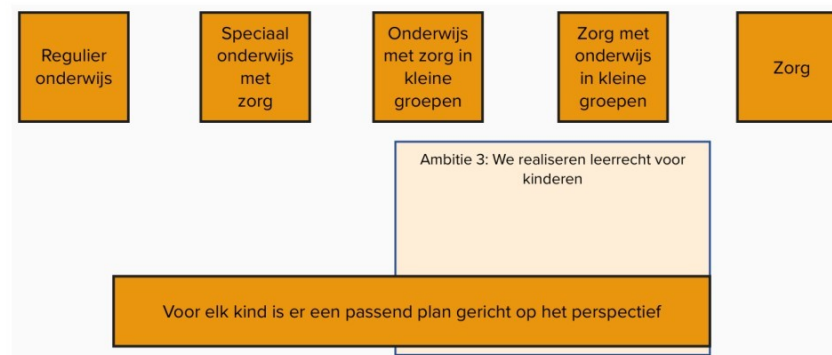 Regulier
onderwijs
Speciaal
onderwijs
met
zorg
Onderwijs
met zorg in
kleine
groepen
Zorg met
onderwijs
in kleine
groepen
Zorg
Ambitie 3: We realiseren leerrecht voor
kinderen
Voor elk kind is er een passend plan gericht op het perspectief